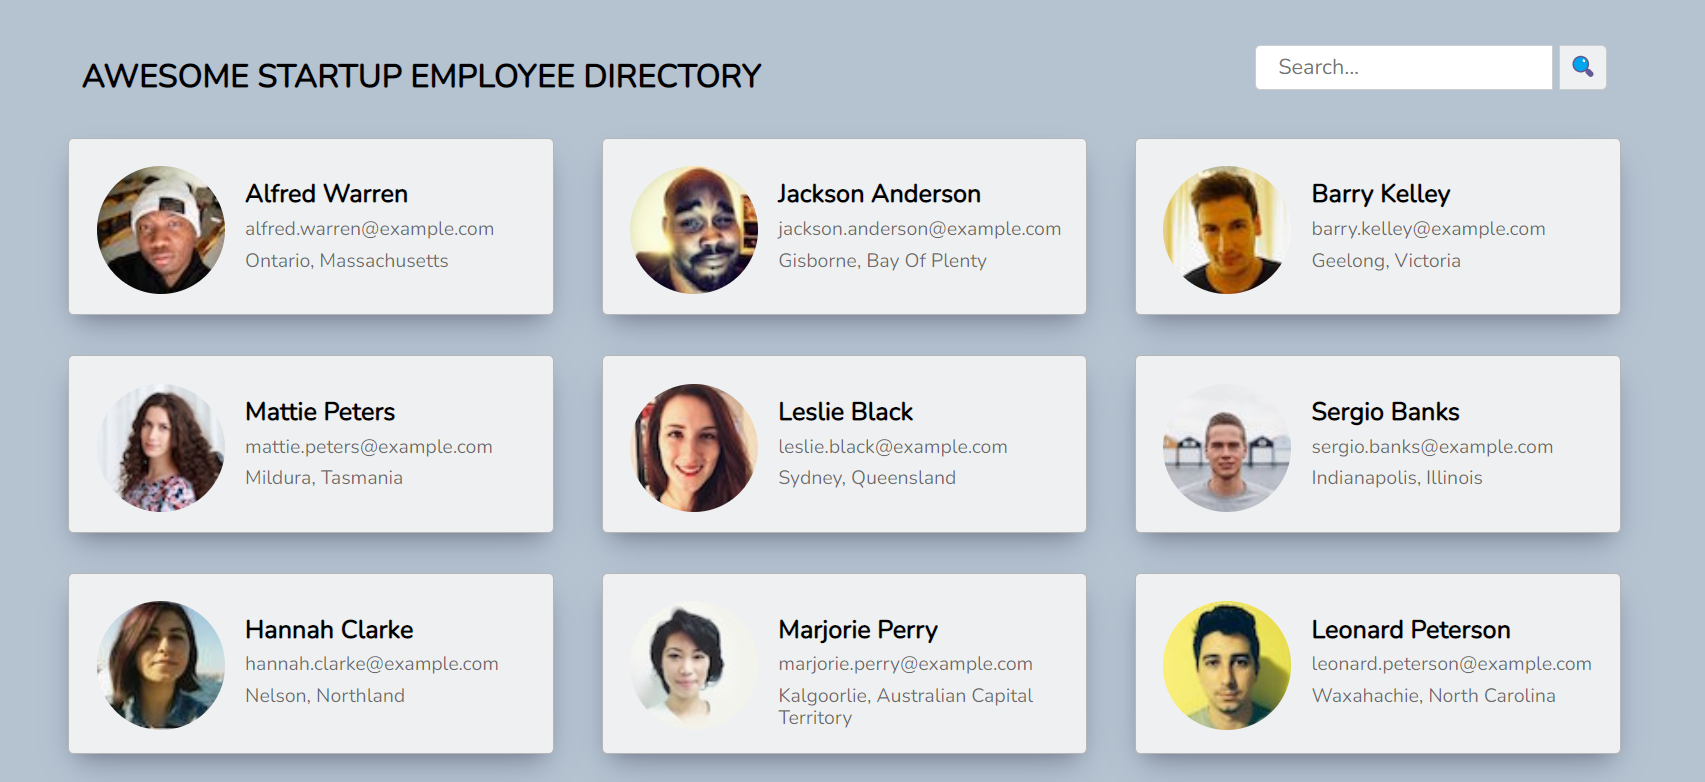 AWESOME STARTUP EMPLOYEE DIRECTORY
Search...
Alfred Warren
alfred.warren@example.com
Ontario, Massachusetts
Jackson Anderson
jackson.anderson@example.com
Gisborne, Bay Of Plenty
Barry Kelley
barry.kelley@example.com
Geelong, Victoria
Mattie Peters
mattie.peters@example.com
Mildura, Tasmania
Leslie Black
leslie.black@example.com
Sydney, Queensland
Sergio Banks
sergio.banks@example.com
Indianapolis, Illinois
Hannah Clarke
hannah.clarke@example.com
Nelson, Northland
Marjorie Perry
marjorie.perry@example.com
Kalgoorlie, Australian Capital
Territory
Leonard Peterson
leonard.peterson@example.com
Waxahachie, North Carolina